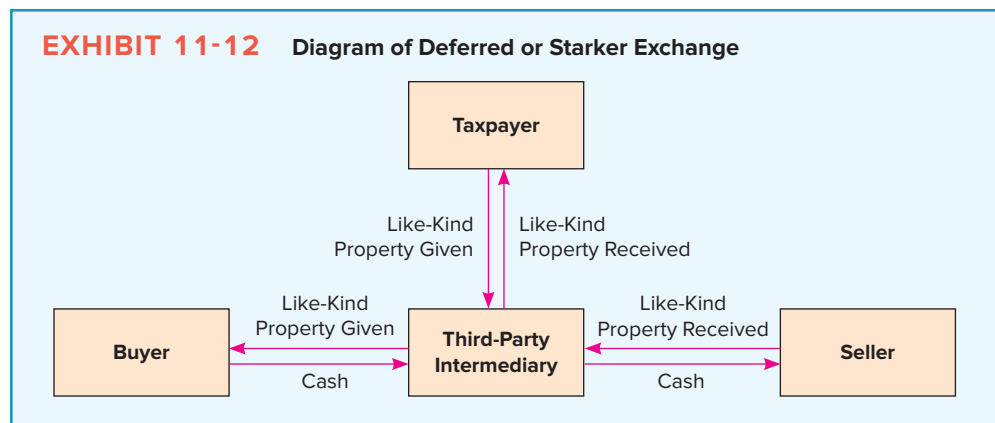 EXHIBIT 11-12 Diagram of Deferred or Starker Exchange
Taxpayer
Like-Kind
Property Given
Like-Kind
Property Received
Like-Kind
Property Given
Like-Kind
Property Received
Buyer
Third-Party
Intermediary
Seller
Cash
Cash